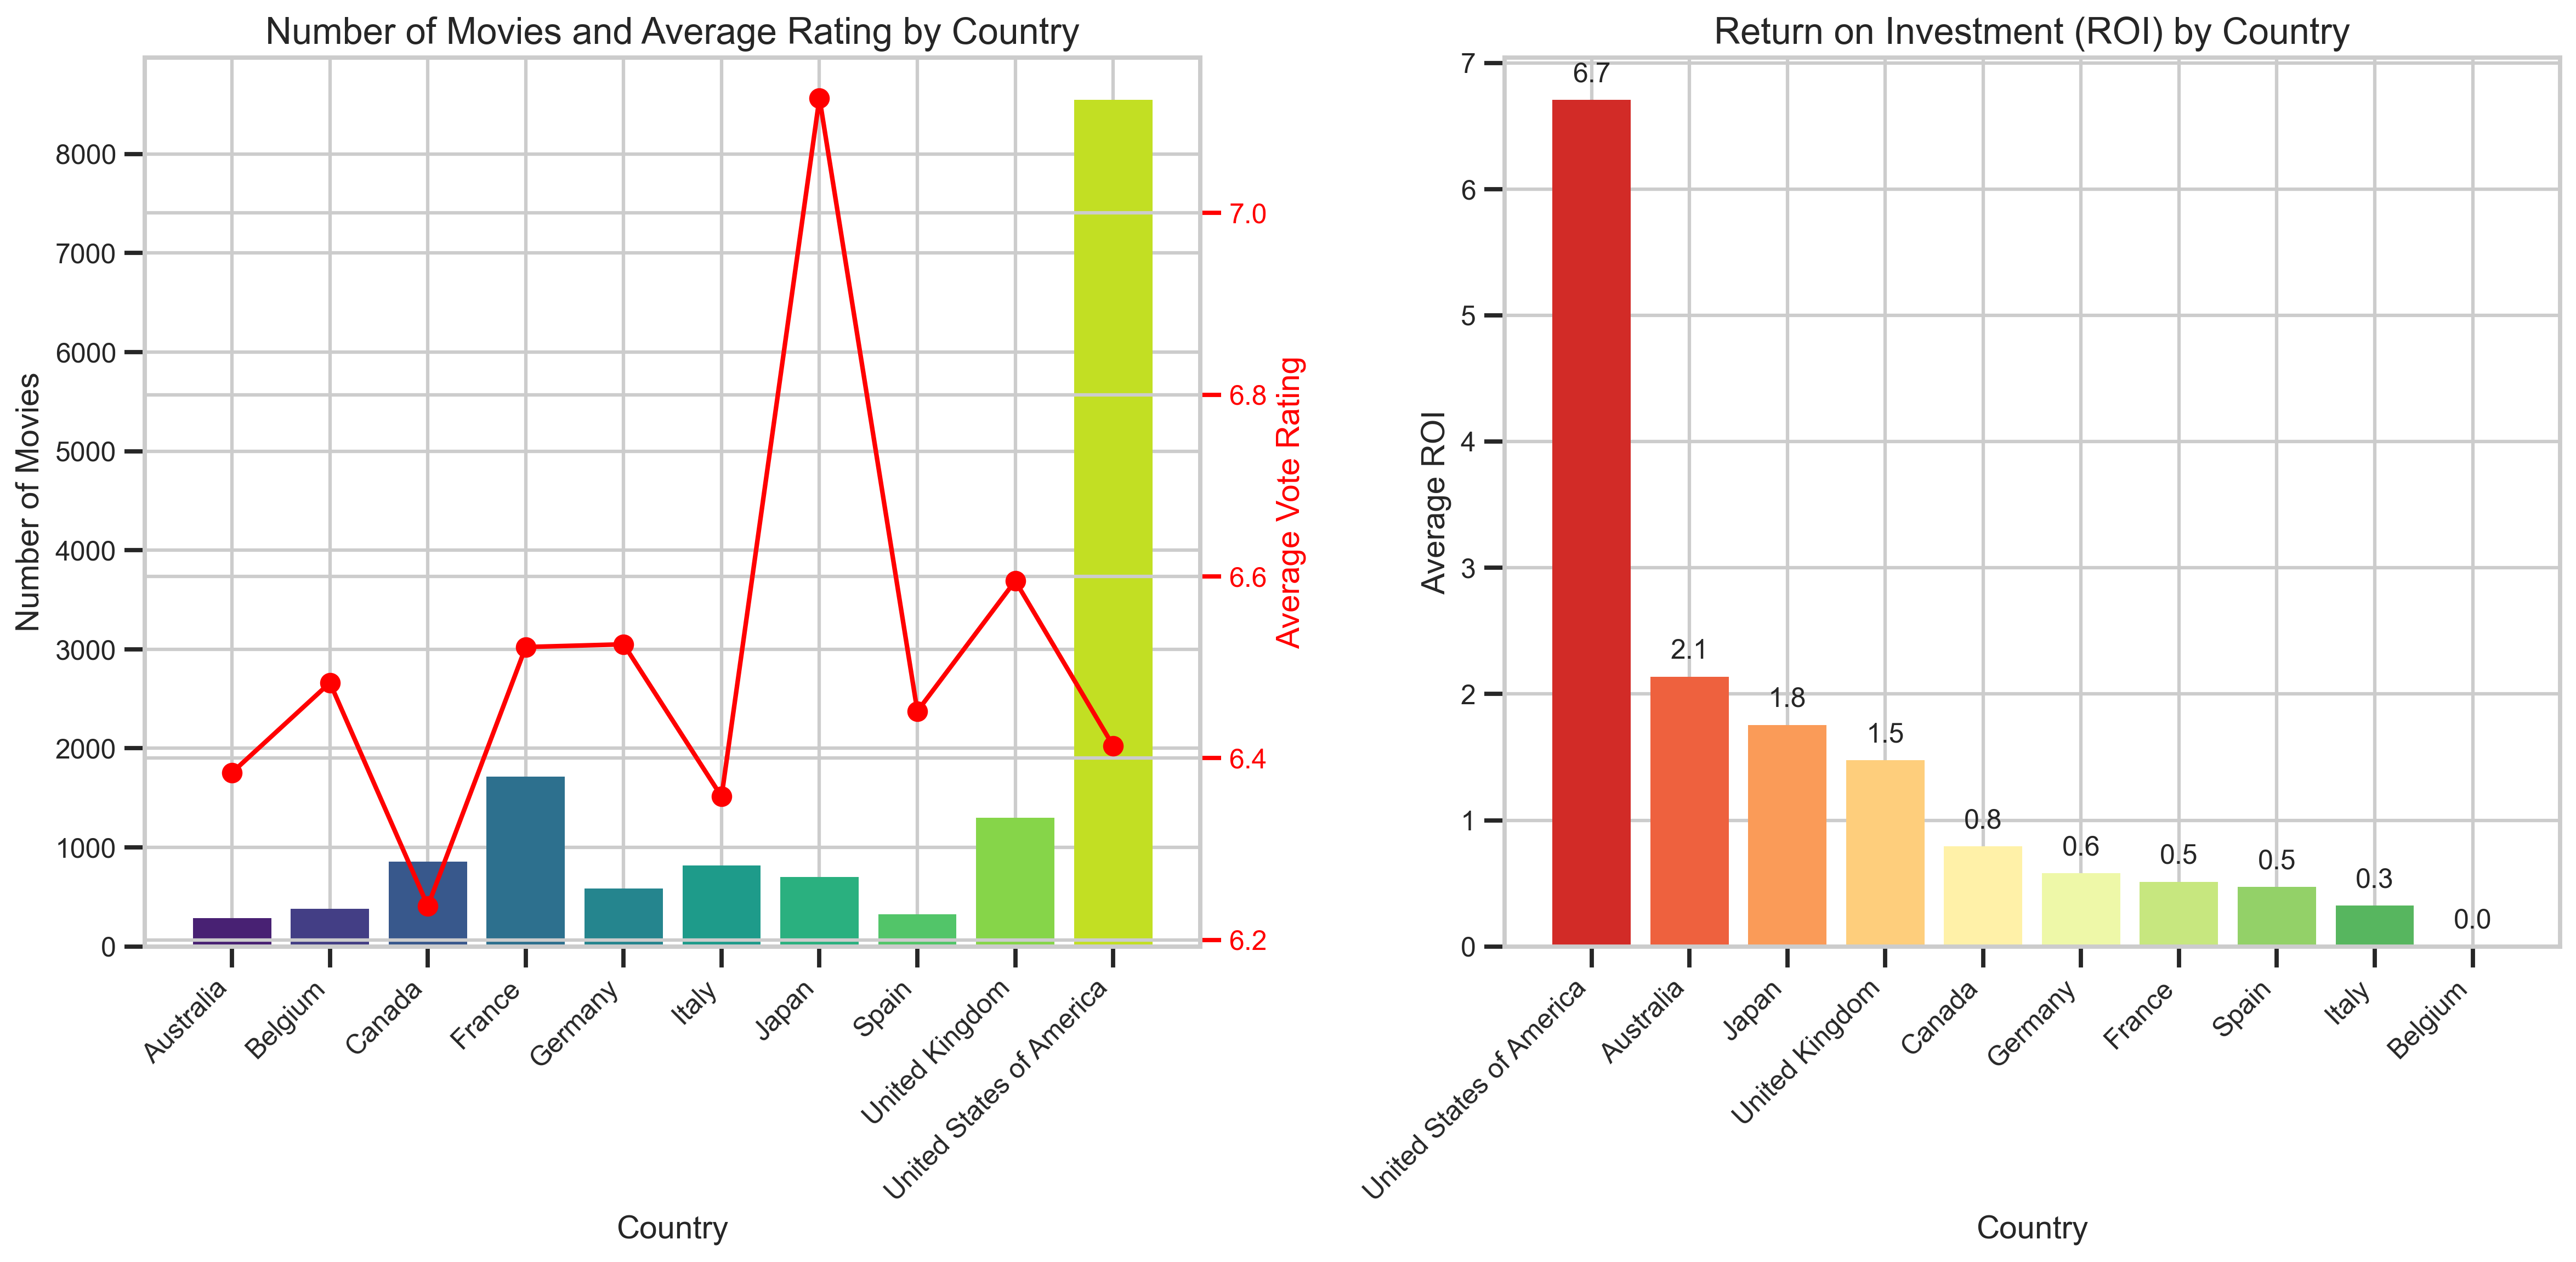 Number of Movies and Average Rating by Country
8000
7000
6000
5000
4000
3000
2000
1000
0
Number of Movies
7.0
6.8
6.6
6.4
6.2
Average Vote Rating
Australia
Belgium
Canada
France
Germany
Italy
Japan
Spain
United Kingdom
United States of America
Country
Return on Investment (ROI) by Country
7
6
5
4
3
2
1
0
Average ROI
6.7
2.1
1.8
1.5
0.8
0.6
0.5
0.5
0.3
0.0
United States of America
Australia
Japan
United Kingdom
Canada
Germany
France
Spain
Italy
Belgium
Country